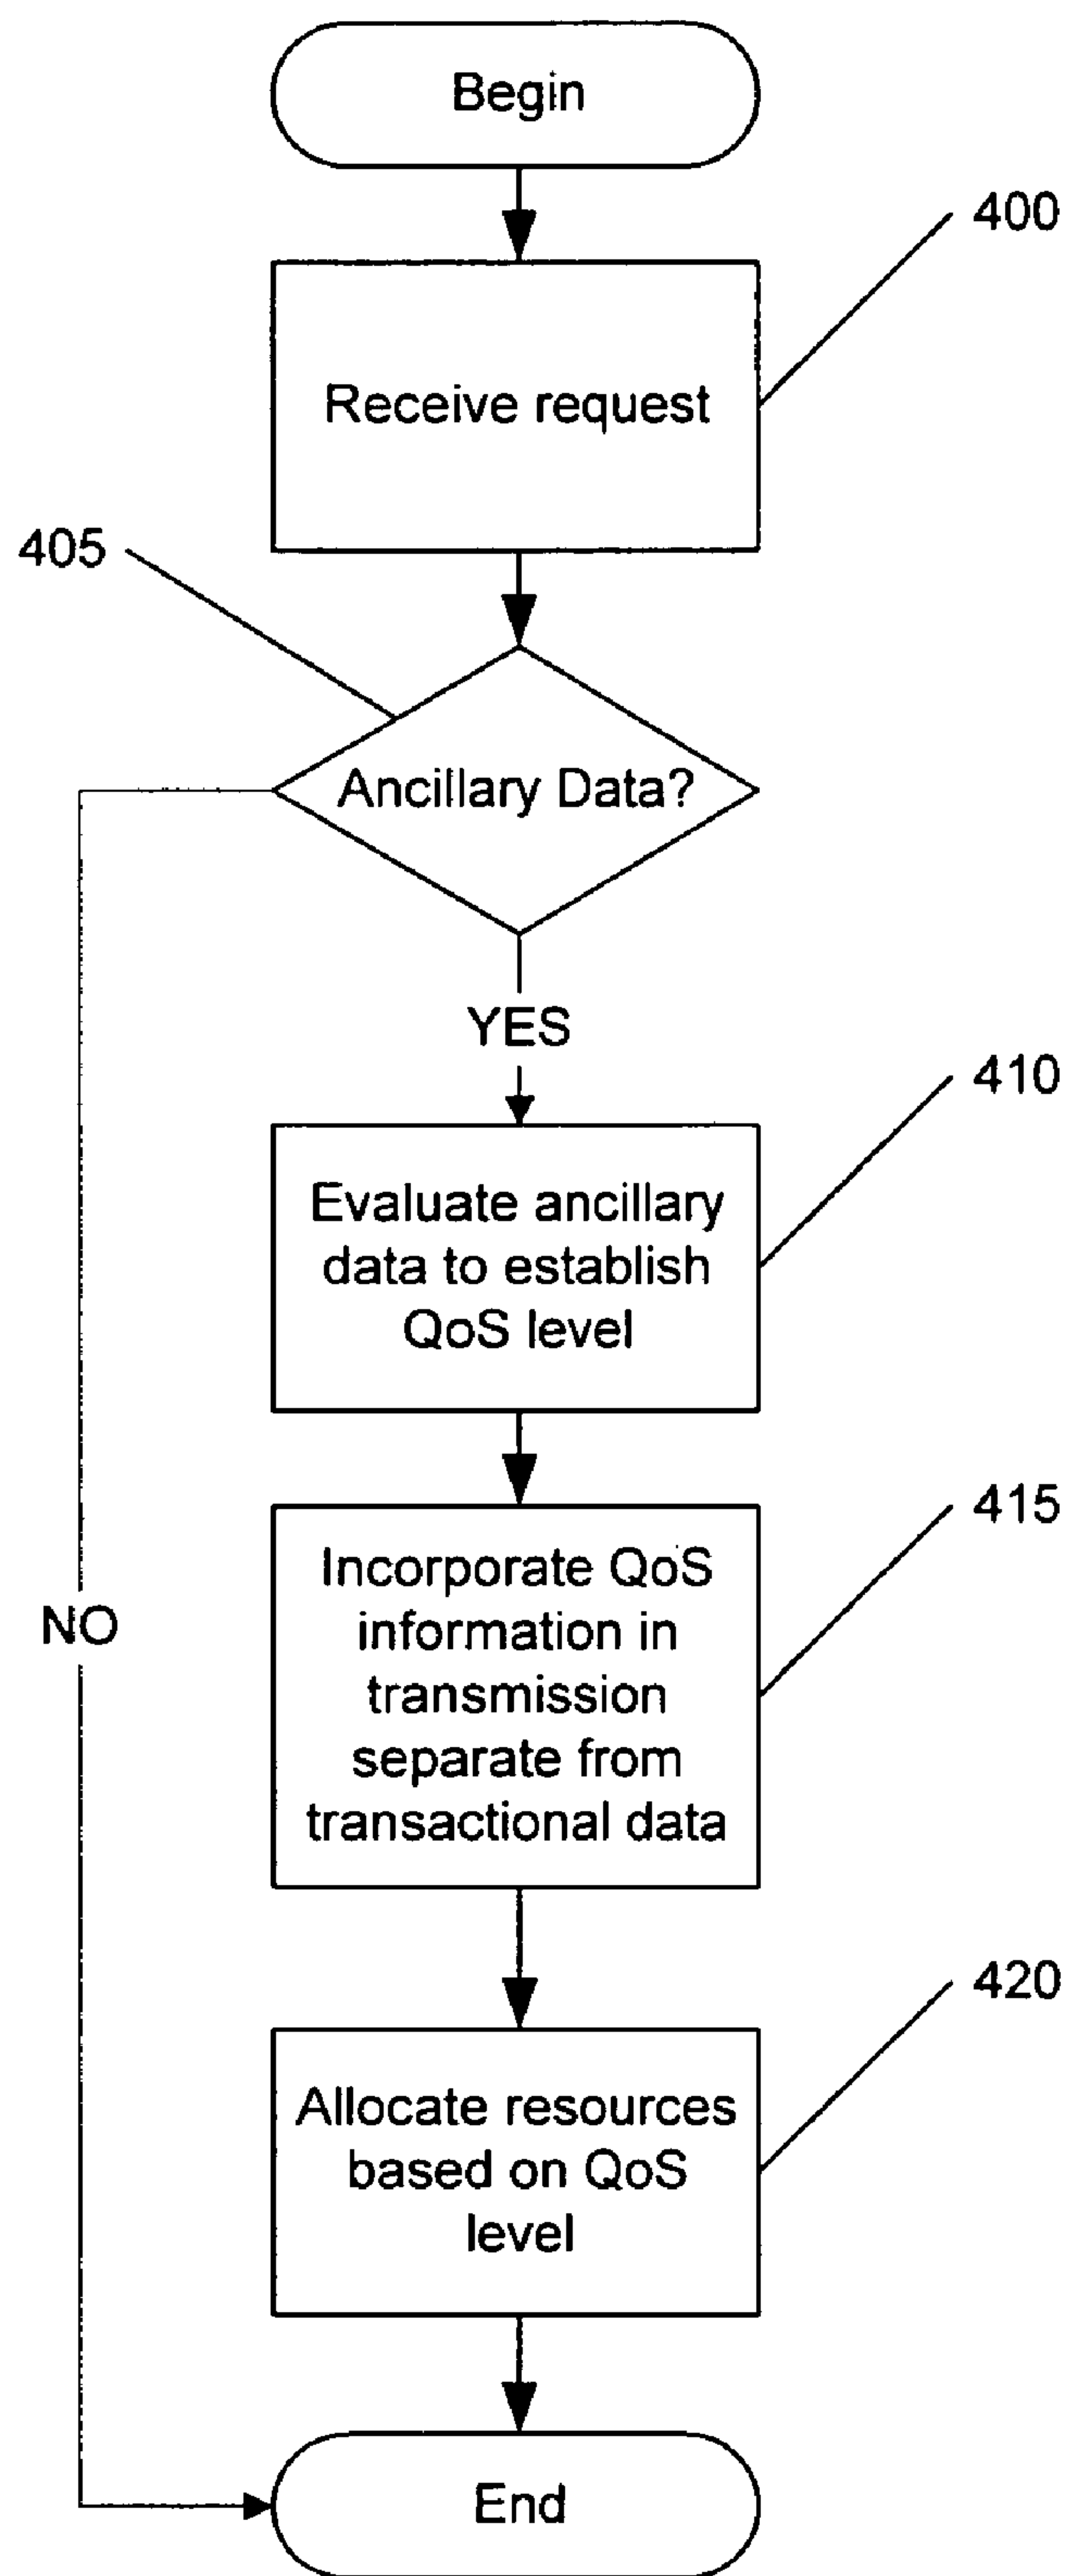 Begin
400
Receive request
405
Ancillary Data?
YES
410
Evaluate ancillary
data to establish
QoS level
415
Incorporate QoS
information in
transmission
separate from
transactional data
NO
420
Allocate resources
based on QoS
level
End